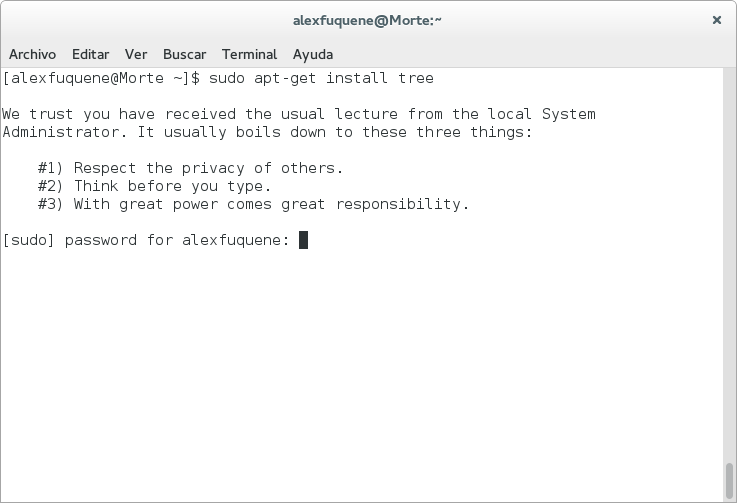 alexfuquene@Morte:~
Archivo Editar Ver Buscar Terminal Ayuda
[alexfuquene@Morte ~]$ sudo apt-get install tree
We trust you have received the usual lecture from the local System
Administrator. It usually boils down to these three things:
#1) Respect the privacy of others.
#2) Think before you type.
#3) With great power comes great responsibility.
[sudo] password for alexfuquene: